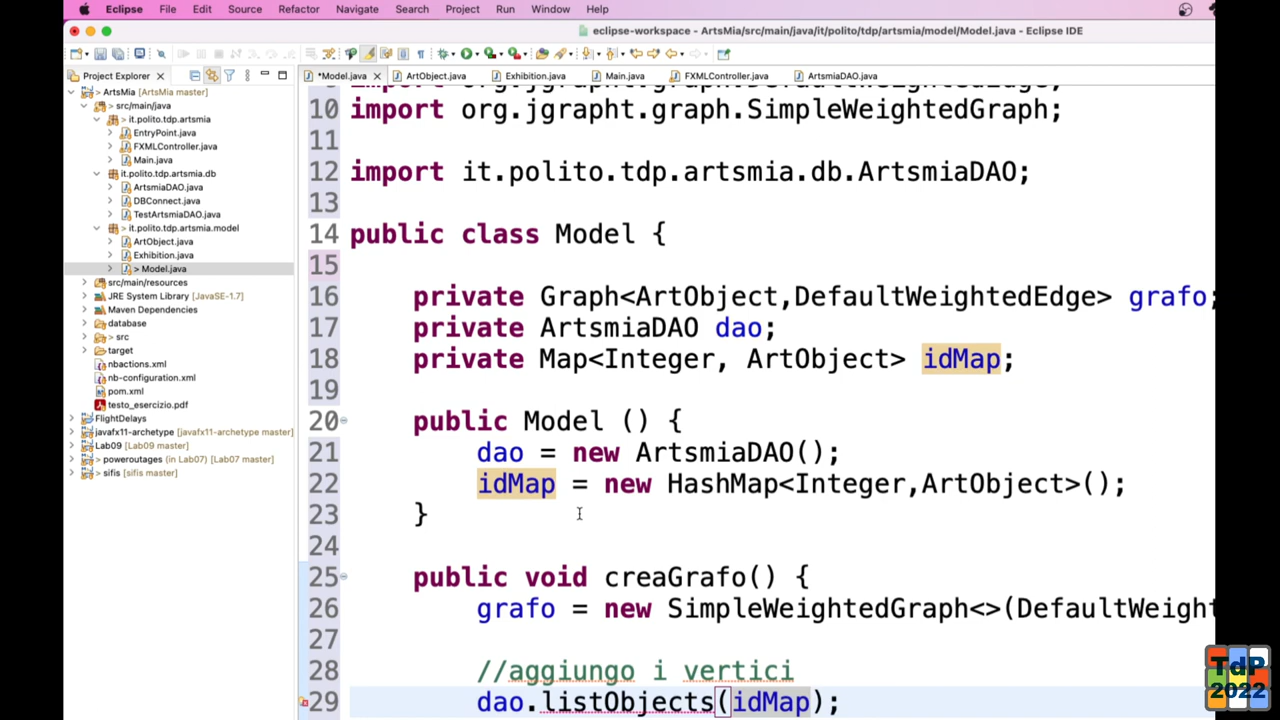 Eclipse File Edit Source Refactor Navigate Search Project Run Window Help
eclipse-workspace - ArtsMia/src/main/java/it/polito/tdp/artsmia/model/Model.java - Eclipse IDE
Project Explorer
*Model.java ArtObject.java Exhibition.java Main.java FXMLController.java ArtsmiaDAO.java
ArtsMia [ArtsMia master]
src/main/java
it.polito.tdp.artsmia
EntryPoint.java
FXMLController.java
Main.java
it.polito.tdp.artsmia.db
ArtsmiaDAO.java
DBConnect.java
TestArtsmiaDAO.java
it.polito.tdp.artsmia.model
ArtObject.java
Exhibition.java
> Model.java
src/main/resources
JRE System Library [JavaSE-1.7]
Maven Dependencies
database
> src
target
nbactions.xml
nb-configuration.xml
pom.xml
testo_esercizio.pdf
FlightDelays
javafx11-archetype [javafx11-archetype master]
Lab09 [Lab09 master]
> poweroutages (in Lab07) [Lab07 master]
> sifis [sifis master]
10 import org.jgrapht.graph.SimpleWeightedGraph;
11
12 import it.polito.tdp.artsmia.db.ArtsmiaDAO;
13
14 public class Model {
15
16 private Graph<ArtObject,DefaultWeightedEdge> grafo;
17 private ArtsmiaDAO dao;
18 private Map<Integer, ArtObject> idMap;
19
20 public Model () {
21 dao = new ArtsmiaDAO();
22 idMap = new HashMap<Integer,ArtObject>();
23 }
24
25 public void creaGrafo() {
26 grafo = new SimpleWeightedGraph<>(DefaultWeight
27
28 //aggiungo i vertici
29 dao.listObjects(idMap);
TdP
2022